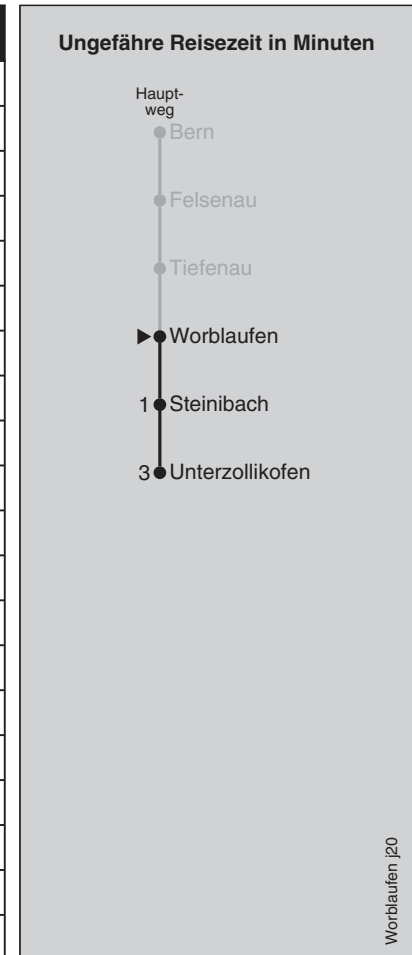 Ungefähre Reisezeit in Minuten
Haupt-
weg
Bern
Felsenau
Tiefenau
Worblaufen
1 Steinibach
3 Unterzollikofen
Worblaufen j20